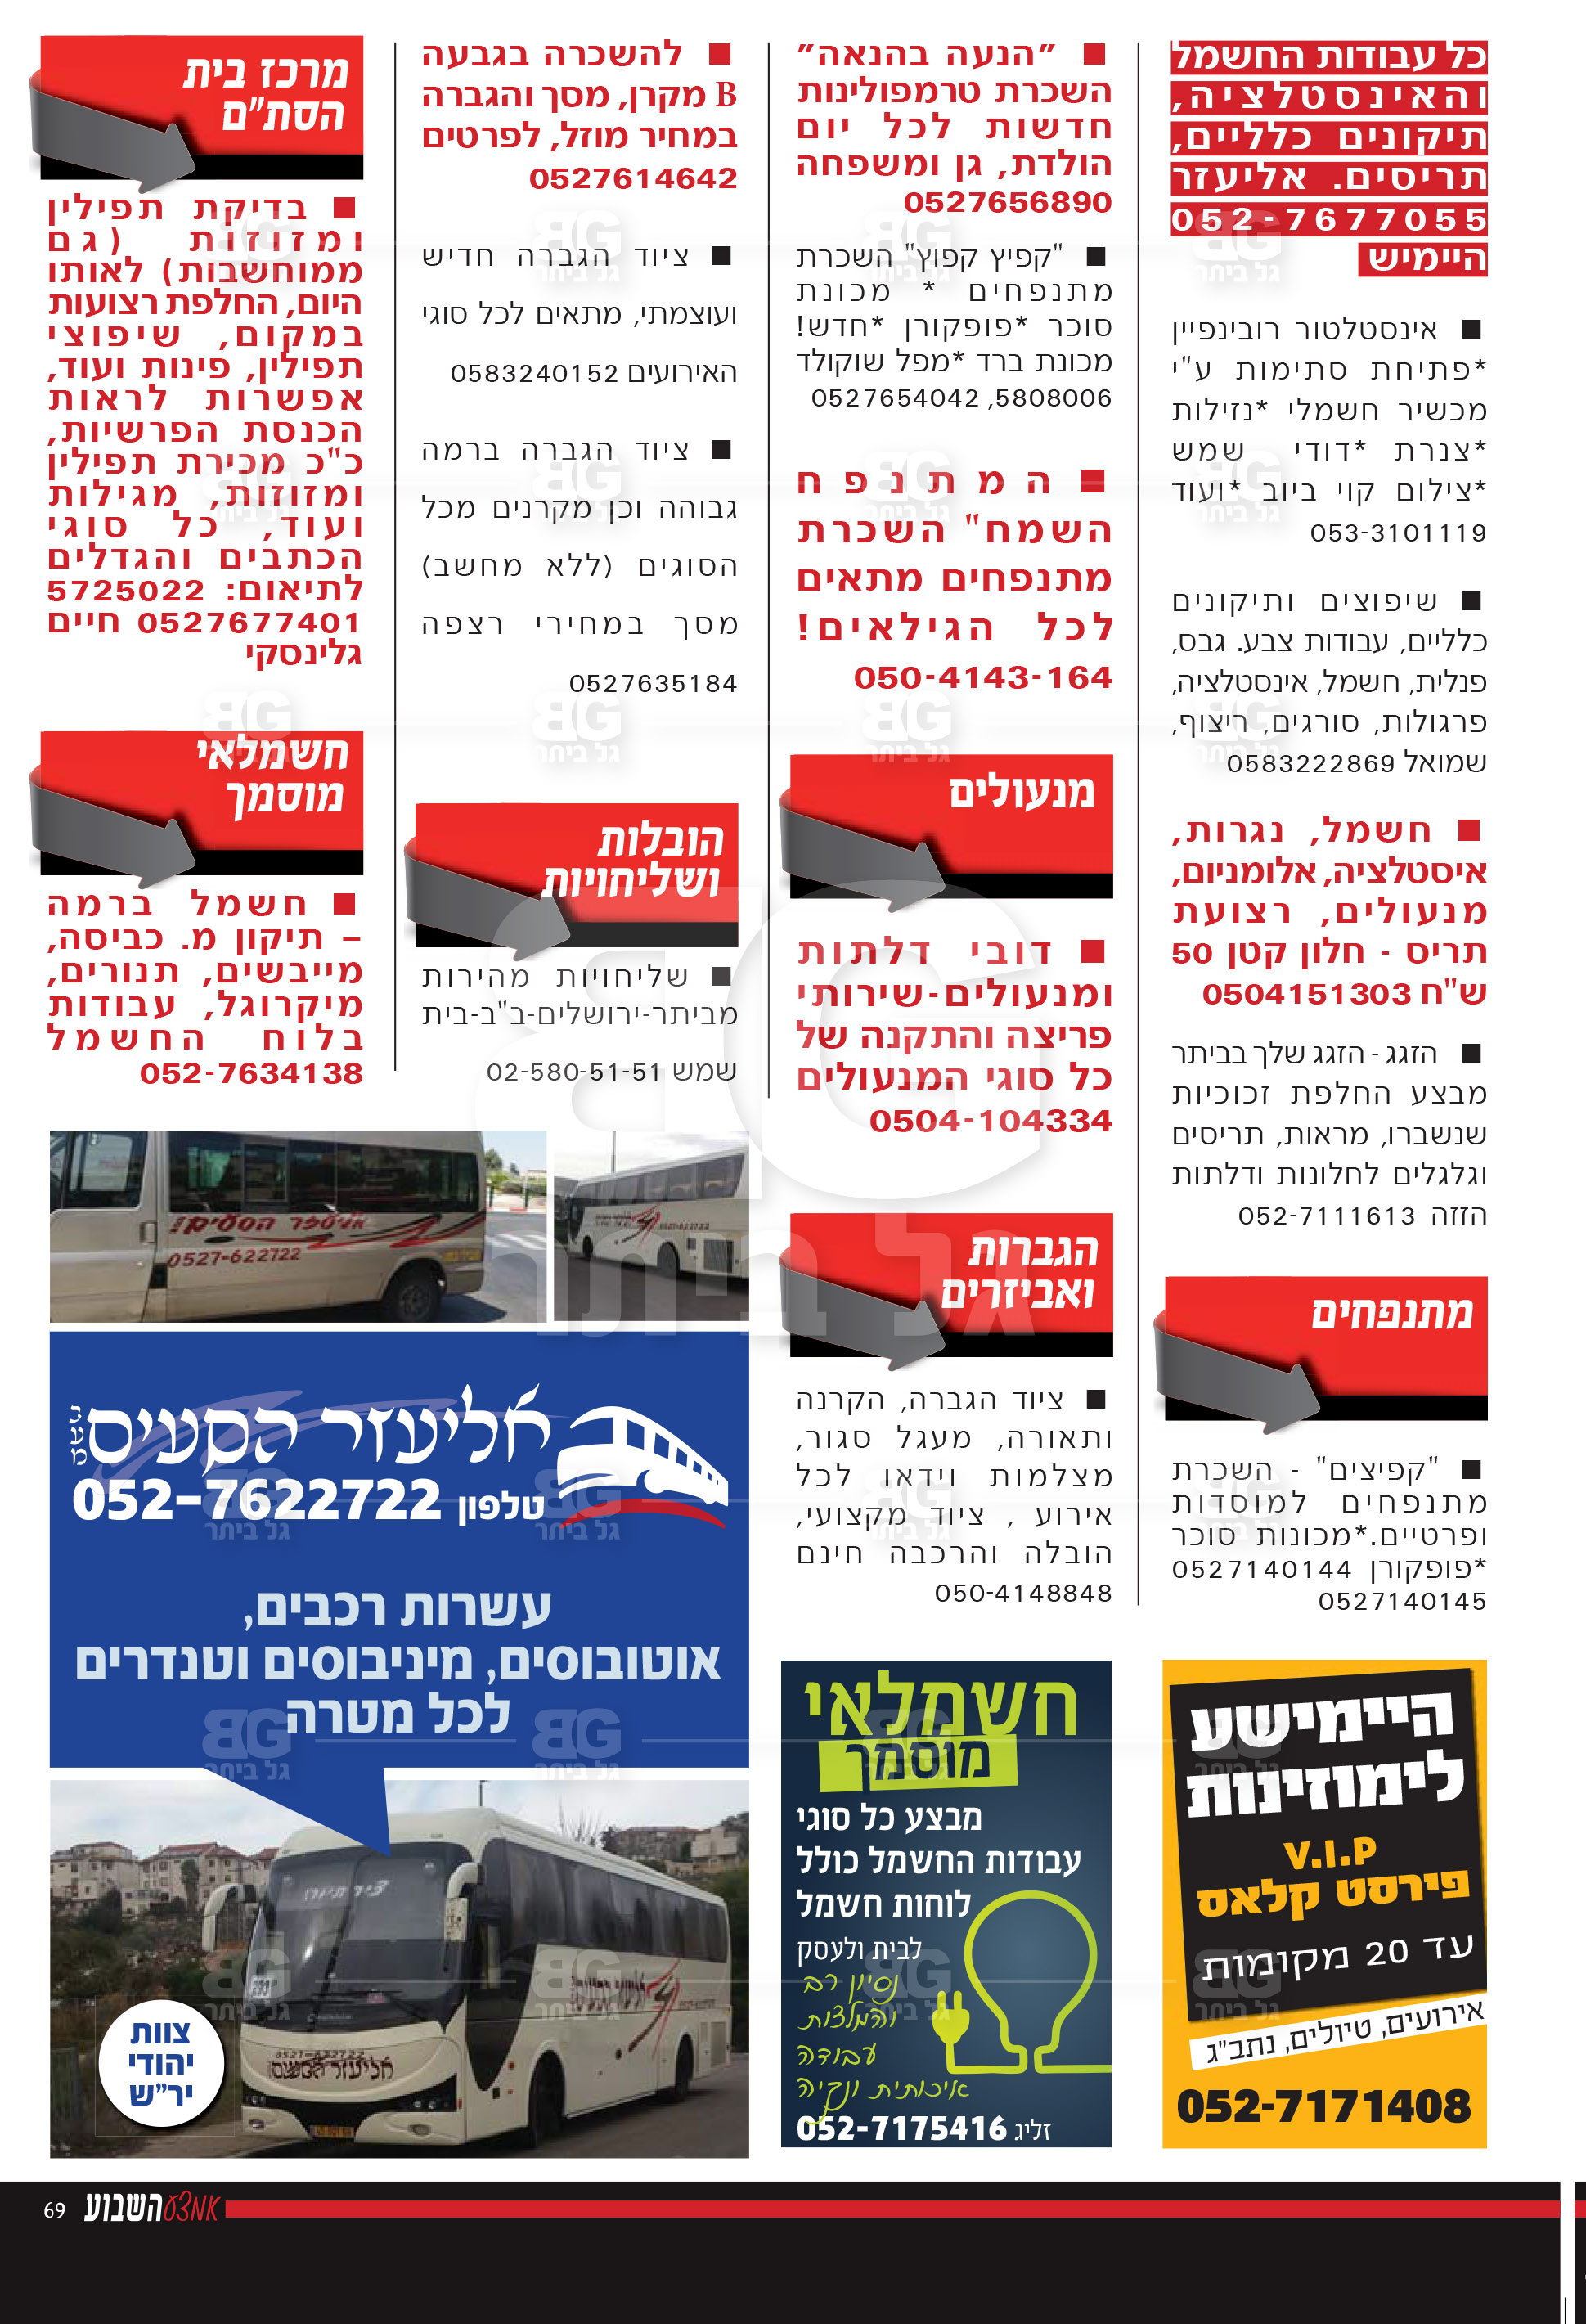 כל עבודות החשמל
והאינסטלציה,
תיקונים כלליים,
תריסים. אליעזר
052-7677055
היימיש
■ אינסטלטור רובינפיין
*פתיחת סתימות ע"י
מכשיר חשמלי *נזילות
*צנרת *דודי שמש
*צילום קוי ביוב *ועוד
053-3101119
■ שיפוצים ותיקונים
כלליים, עבודות צבע. גבס,
פנלית, חשמל, אינסטלציה,
פרגולות, סורגים, ריצוף,
שמואל 0583222869
■ חשמל, נגרות,
איסטלציה, אלומניום,
מנעולים, רצועת
תריס - חלון קטן 50
ש"ח 0504151303
■ הזגג - הזגג שלך בביתר
מבצע החלפת זכוכיות
שנשברו, מראות, תריסים
וגלגלים לחלונות ודלתות
הזזה 052-7111613
מתנפחים
■ "קפיצים" - השכרת
מתנפחים למוסדות
ופרטיים.*מכונות סוכר
*פופקורן 0527140144
0527140145
היימישע
לימוזינות
V.I.P
פירסט קלאס
עד 20 מקומות
אירועים, טיולים, נתב"ג
052-7171408
■ "הנעה בהנאה"
השכרת טרמפולינות
חדשות לכל יום
הולדת, גן ומשפחה
0527656890
■ "קפיץ קפוץ" השכרת
מתנפחים * מכונת
סוכר *פופקורן *חדש!
מכונת ברד *מפל שוקולד
5808006, 0527654042
■ המתנפח
השמח" השכרת
מתנפחים מתאים
לכל הגילאים!
050-4143-164
מנעולים
■ דובי דלתות
ומנעולים-שירותי
פריצה והתקנה של
כל סוגי המנעולים
0504-104334
הגברות
ואביזרים
■ ציוד הגברה, הקרנה
ותאורה, מעגל סגור,
מצלמות וידאו לכל
אירוע , ציוד מקצועי,
הובלה והרכבה חינם
050-4148848
חשמלאי
מוסמך
מבצע כל סוגי
עבודות החשמל כולל
לוחות חשמל
לבית ולעסק
נסיון רב
והמלצות
עבודה
איכותית ונקיה
זליג 052-7175416
■ להשכרה בגבעה
B מקרן, מסך והגברה
במחיר מוזל, לפרטים
0527614642
■ ציוד הגברה חדיש
ועוצמתי, מתאים לכל סוגי
האירועים 0583240152
■ ציוד הגברה ברמה
גבוהה וכן מקרנים מכל
הסוגים (ללא מחשב)
מסך במחירי רצפה
0527635184
הובלות
ושליחויות
■ שליחויות מהירות
מביתר-ירושלים-ב"ב-בית
שמש 02-580-51-51
מרכז בית
הסת"ם
■ בדיקת תפילין
ומזוזות (גם
ממוחשבות) לאותו
היום, החלפת רצועות
במקום, שיפוצי
תפילין, פינות ועוד,
אפשרות לראות
הכנסת הפרשיות,
כ"כ מכירת תפילין
ומזוזות, מגילות
ועוד, כל סוגי
הכתבים והגדלים
לתיאום: 5725022
0527677401 חיים
גלינסקי
חשמלאי
מוסמך
■ חשמל ברמה
– תיקון מ. כביסה,
מייבשים, תנורים,
מיקרוגל, עבודות
בלוח החשמל
052-7634138
אליעזר הסעים
0527-622722
אליעזר הסעים בע"מ
טלפון 052-7622722
עשרות רכבים,
אוטובוסים, מיניבוסים וטנדרים
לכל מטרה
ציר תיירות
0527-622722
אליעזר הסעים
צוות
יהודי
יר"ש
BG
גל ביתר
אמצע השבוע 69